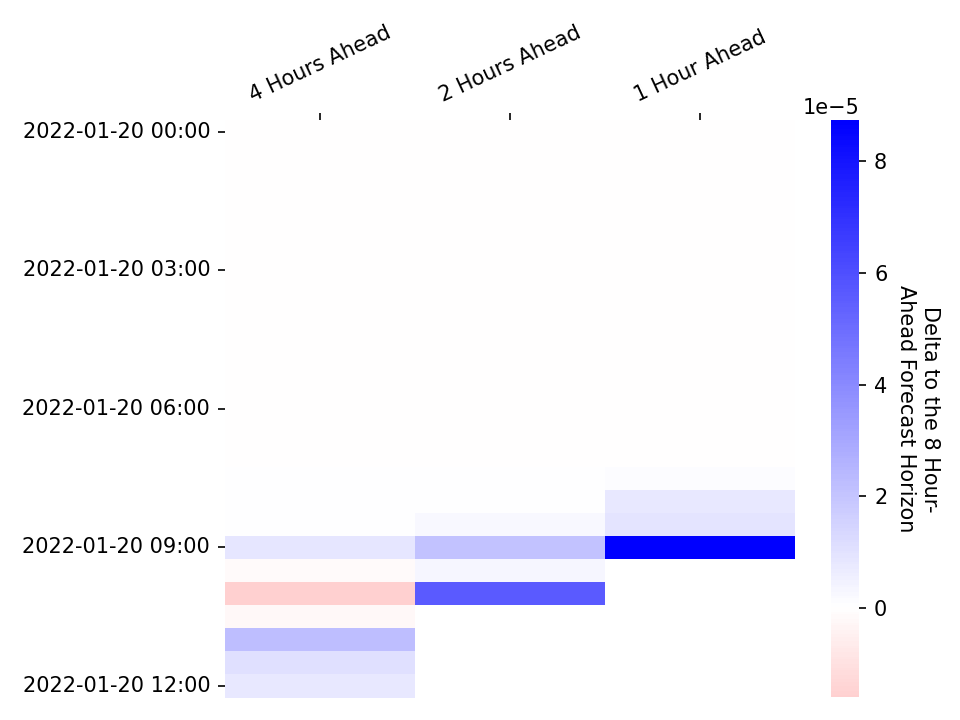 4 Hours Ahead
2 Hours Ahead
1 Hour Ahead
1e−5
2022-01-20 00:00
2022-01-20 03:00
2022-01-20 06:00
2022-01-20 09:00
2022-01-20 12:00
8
6
4
2
0
Delta to the 8 Hour-
Ahead Forecast Horizon